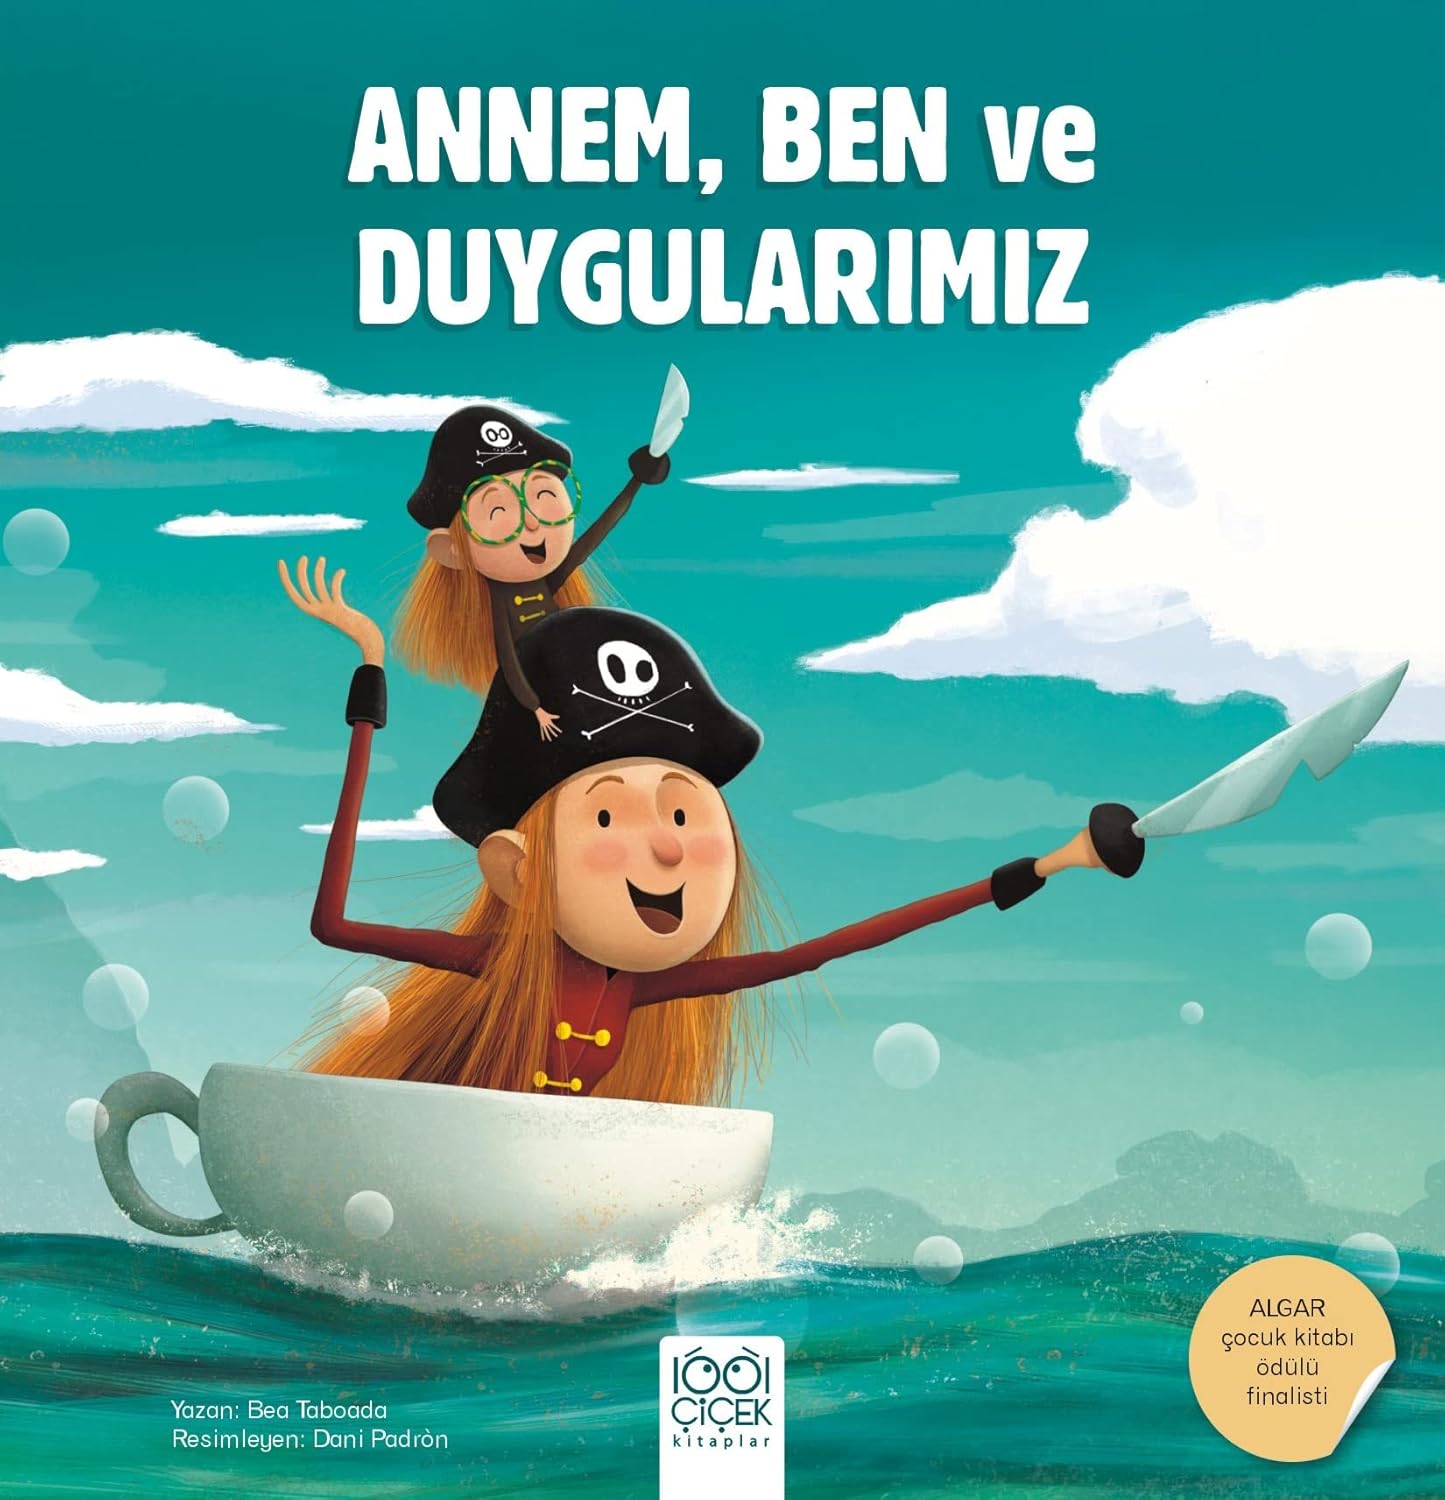 ANNEM, BEN ve
DUYGULARIMIZ
ALGAR
çocuk kitabı
ödülü
finalisti
Yazan: Bea Taboada
Resimleyen: Dani Padròn
1001
ÇİÇEK
kitaplar